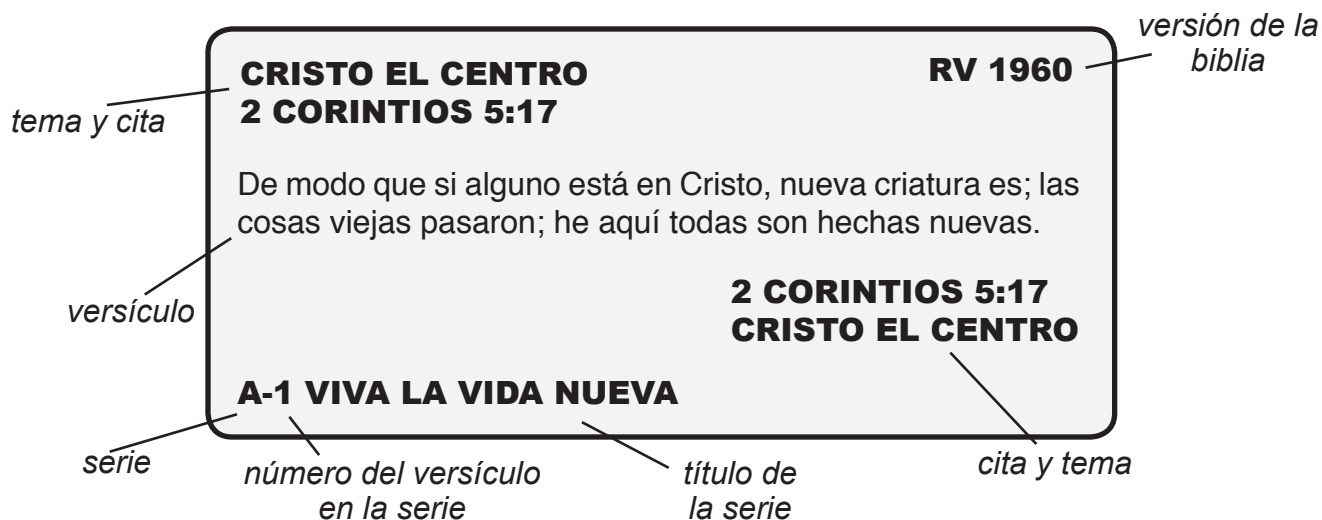 versión de la
biblia
CRISTO EL CENTRO
RV 1960
2 CORINTIOS 5:17
tema y cita
De modo que si alguno está en Cristo, nueva criatura es; las
cosas viejas pasaron; he aquí todas son hechas nuevas.
versículo
2 CORINTIOS 5:17
CRISTO EL CENTRO
A-1 VIVA LA VIDA NUEVA
serie
número del versículo
en la serie
título de
la serie
cita y tema